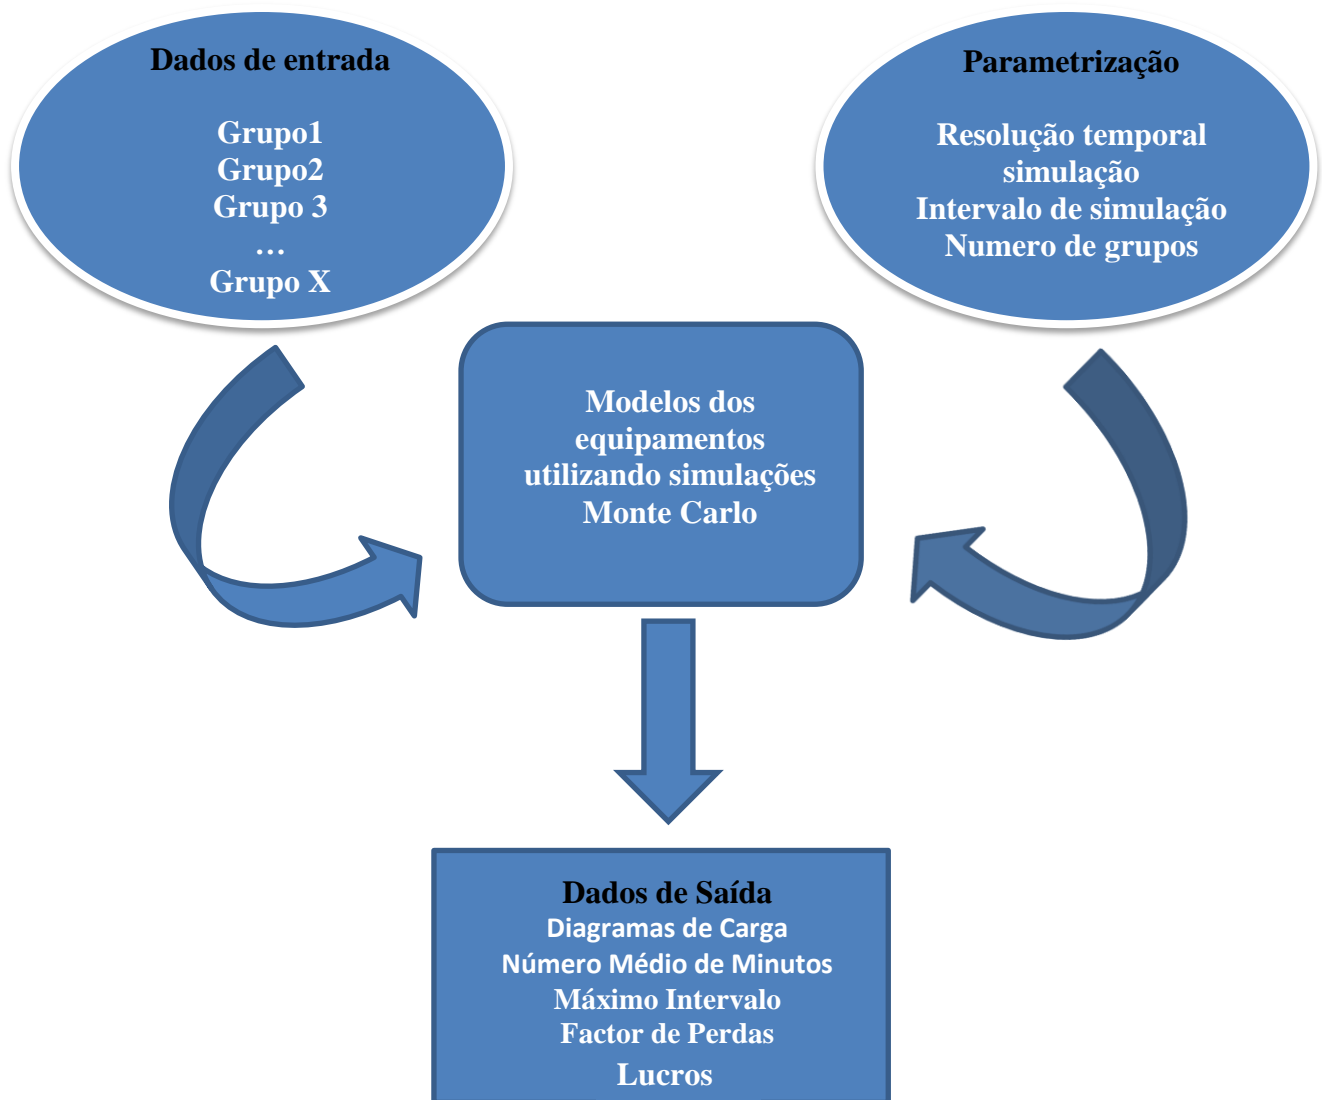 Dados de entrada
Grupo1
Grupo2
Grupo 3
...
Grupo X
Parametrização
Resolução temporal
simulação
Intervalo de simulação
Numero de grupos
Modelos dos
equipamentos
utilizando simulações
Monte Carlo
Dados de Saída
Diagramas de Carga
Número Médio de Minutos
Máximo Intervalo
Factor de Perdas
Lucros